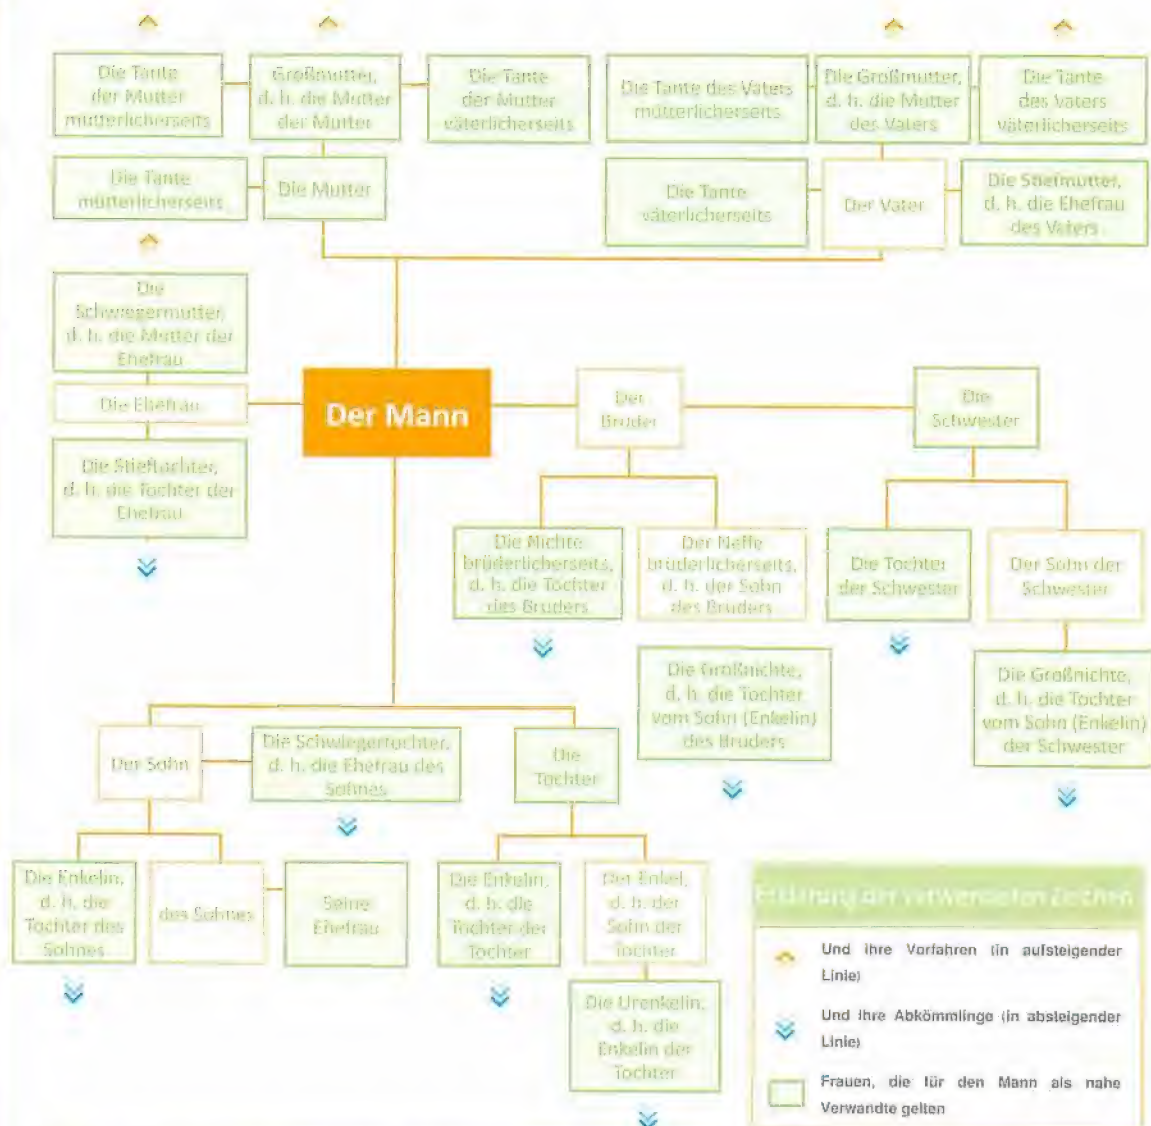 Die Tante
der Mutter
mütterlicherseits
Großmutter,
d. h. die Mutter
der Mutter
Die Tante
der Mutter
väterlicherseits
Die Tante des Vaters
mütterlicherseits
Die Großmutter,
d. h. die Mutter
des Vaters
Die Tante
des Vaters
väterlicherseits
Die Tante
mütterlicherseits
Die Mutter
Die Tante
väterlicherseits
Der Vater
Die Stiefmutter,
d. h. die Ehefrau
des Vaters
Die
Schwiegermutter,
d. h. die Mutter der
Ehefrau
Die Ehefrau
Der Mann
Der
Bruder
Die
Schwester
Die Stieftochter,
d. h. die Tochter der
Ehefrau
Die Nichte
brüderlicherseits,
d. h. die Tochter
des Bruders
Der Neffe
brüderlicherseits,
d. h. der Sohn
des Bruders
Die Tochter
der Schwester
Der Sohn der
Schwester
Die Großnichte,
d. h. die Tochter
vom Sohn (Enkelin)
des Bruders
Die Großnichte,
d. h. die Tochter
vom Sohn (Enkelin)
der Schwester
Der Sohn
Die Schwiegertochter,
d. h. die Ehefrau des
Sohnes
Die
Tochter
Die Enkelin,
d. h. die
Tochter des
Sohnes
des Sohnes
Seine
Ehefrau
Die Enkelin,
d. h. die
Tochter der
Tochter
Der Enkel,
d. h. der
Sohn der
Tochter
Die Urenkelin,
d. h. die
Enkelin der
Tochter
Erklärung der verwendeten Zeichen
Und ihre Vorfahren (in aufsteigender
Linie)
Und ihre Abkömmlinge (in absteigender
Linie)
Frauen, die für den Mann als nahe
Verwandte gelten